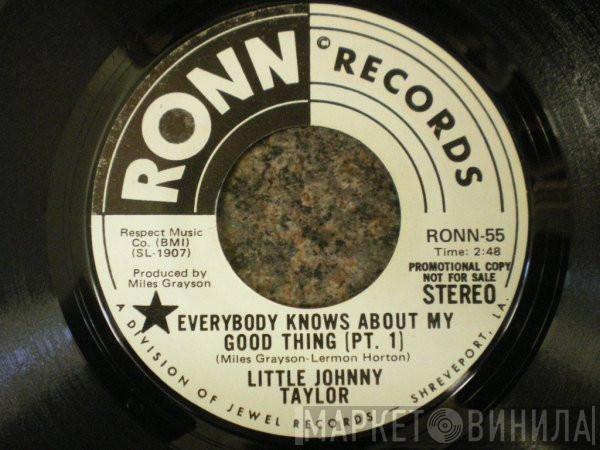 RONN
© RECORDS
Respect Music
Co. (BMI)
(SL-1907)
Produced by
Miles Grayson
RONN-55
Time: 2:48
PROMOTIONAL COPY
NOT FOR SALE
STEREO
EVERYBODY KNOWS ABOUT MY
GOOD THING (PT. 1)
(Miles Grayson-Lermon Horton)
LITTLE JOHNNY
TAYLOR
A DIVISION OF JEWEL RECORDS SHREVEPORT, LA.
МАРКЕТ ВИНИЛА